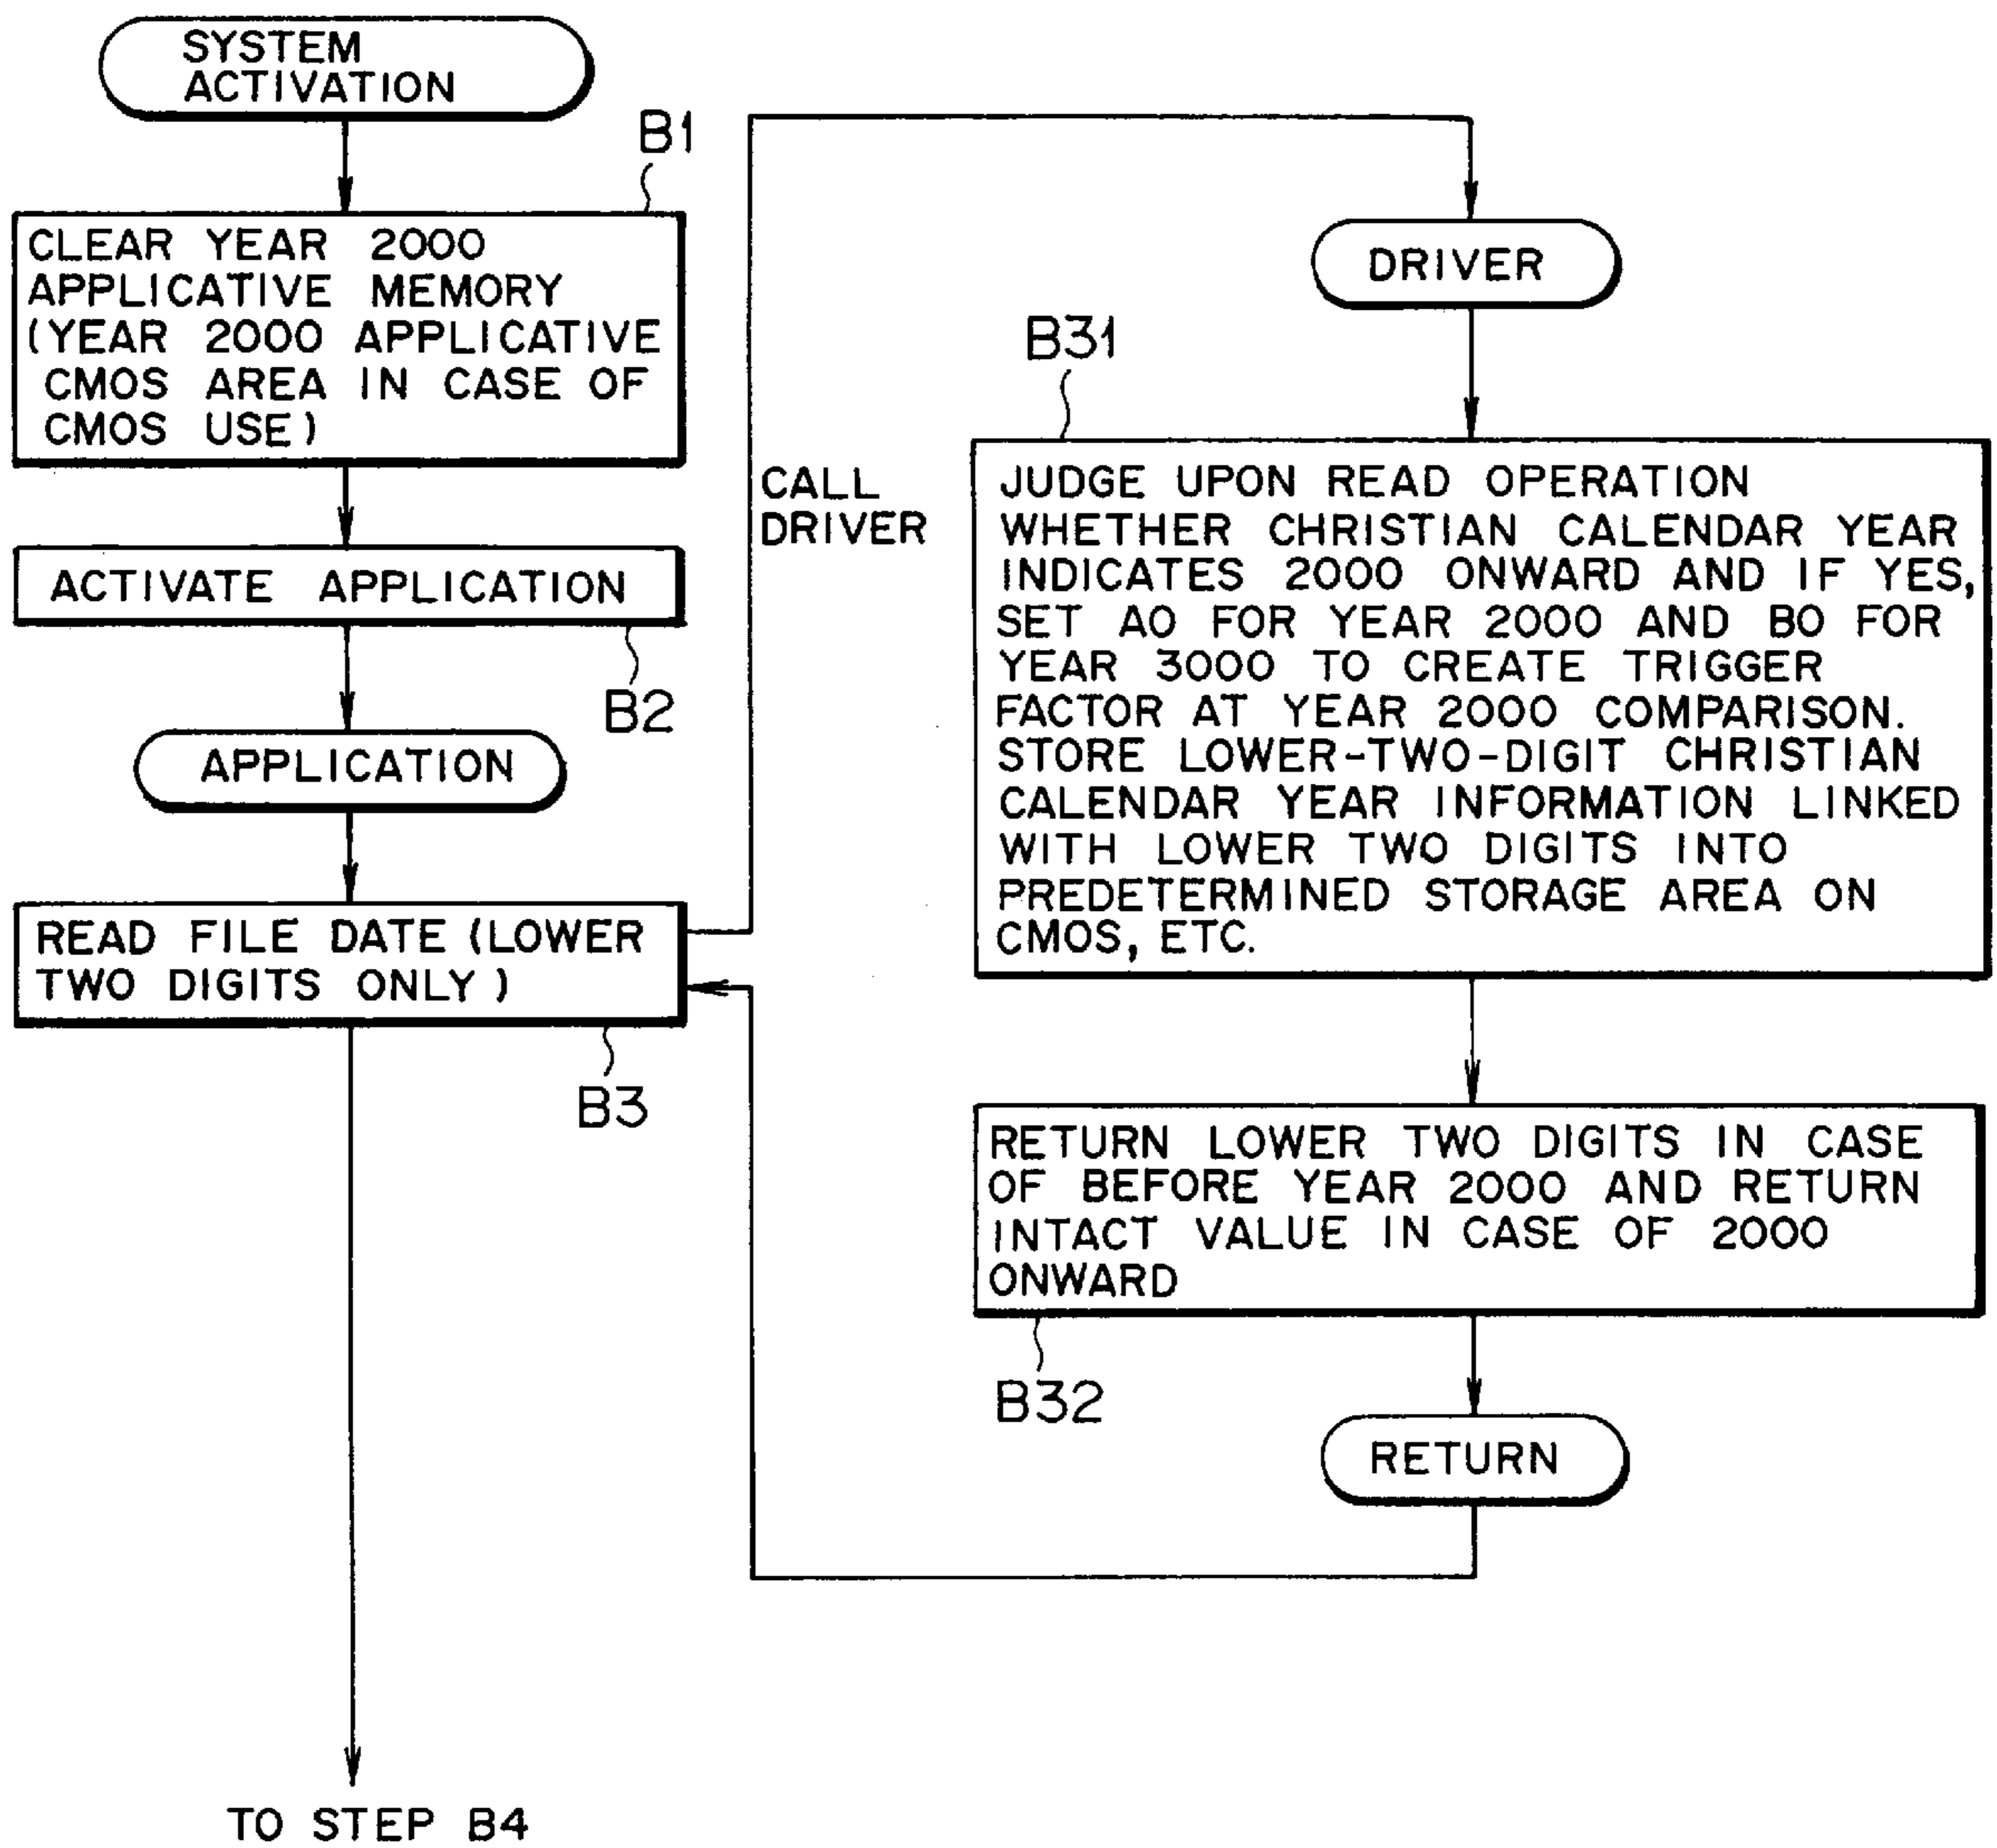 SYSTEM
ACTIVATION
B1
CLEAR YEAR 2000
APPLICATIVE MEMORY
(YEAR 2000 APPLICATIVE
CMOS AREA IN CASE OF
CMOS USE)
ACTIVATE APPLICATION
B2
APPLICATION
READ FILE DATE (LOWER
TWO DIGITS ONLY)
B3
TO STEP B4
CALL
DRIVER
DRIVER
B31
JUDGE UPON READ OPERATION
WHETHER CHRISTIAN CALENDAR YEAR
INDICATES 2000 ONWARD AND IF YES,
SET A0 FOR YEAR 2000 AND B0 FOR
YEAR 3000 TO CREATE TRIGGER
FACTOR AT YEAR 2000 COMPARISON.
STORE LOWER-TWO-DIGIT CHRISTIAN
CALENDAR YEAR INFORMATION LINKED
WITH LOWER TWO DIGITS INTO
PREDETERMINED STORAGE AREA ON
CMOS, ETC.
RETURN LOWER TWO DIGITS IN CASE
OF BEFORE YEAR 2000 AND RETURN
INTACT VALUE IN CASE OF 2000
ONWARD
B32
RETURN